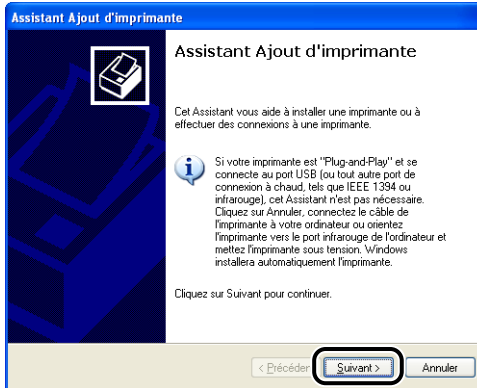 Assistant Ajout d'imprimante
Assistant Ajout d'imprimante
Cet Assistant vous aide à installer une imprimante ou à
effectuer des connexions à une imprimante.
Si votre imprimante est "Plug-and-Play" et se
connecte au port USB (ou tout autre port de
connexion à chaud, tels que IEEE 1394 ou
infrarouge), cet Assistant n'est pas nécessaire.
Cliquez sur Annuler, connectez le câble de
l'imprimante à votre ordinateur ou orientez
l'imprimante vers le port infrarouge de l'ordinateur et
mettez l'imprimante sous tension. Windows
installera automatiquement l'imprimante.
Cliquez sur Suivant pour continuer.
< Précéder Suivant > Annuler